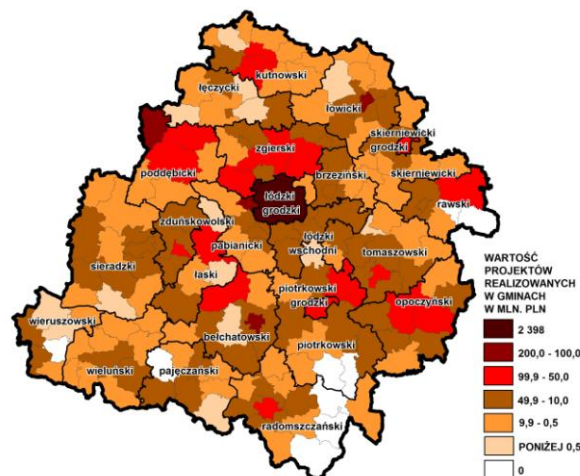 kutnowski
łęczycki
łowicki
skierniewicki
grodzki
zgierski
poddębicki
brzeziński
skierniewicki
rawski
łódzki
grodzki
zduńskowolski
pabianicki
łódzki
wschodni
tomaszowski
sieradzki
łaski
piotrkowski
grodzki
opoczyński
wieruszowski
bełchatowski
piotrkowski
wieluński
pajęczański
radomszczański
WARTOŚĆ
PROJEKTÓW
REALIZOWANYCH
W GMINACH
W MLN. PLN
2 398
200,0 - 100,0
99,9 - 50,0
49,9 - 10,0
9,9 - 0,5
PONIŻEJ 0,5
0